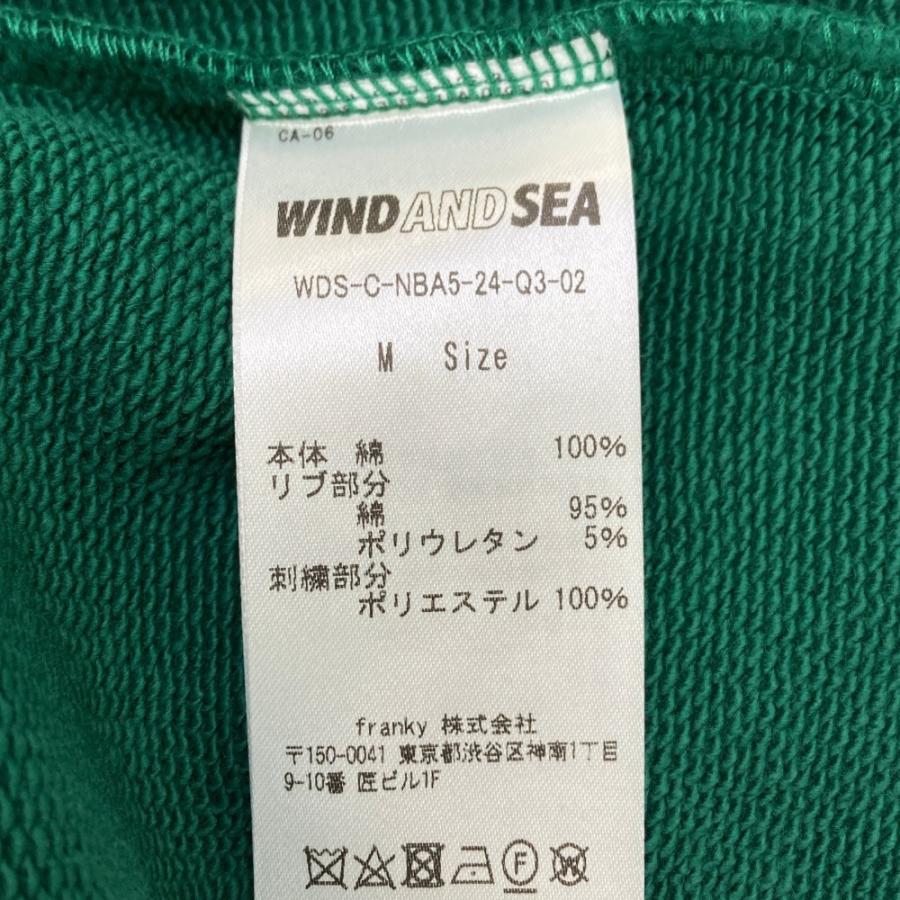 CA-06
WIND AND SEA
WDS-C-NBA5-24-Q3-02
M Size
本体 綿 100%
リブ部分
綿 95%
ポリウレタン 5%
刺繍部分
ポリエステル 100%
franky 株式会社
〒150-0041 東京都渋谷区神南1丁目
9-10番 匠ビル1F
F
W